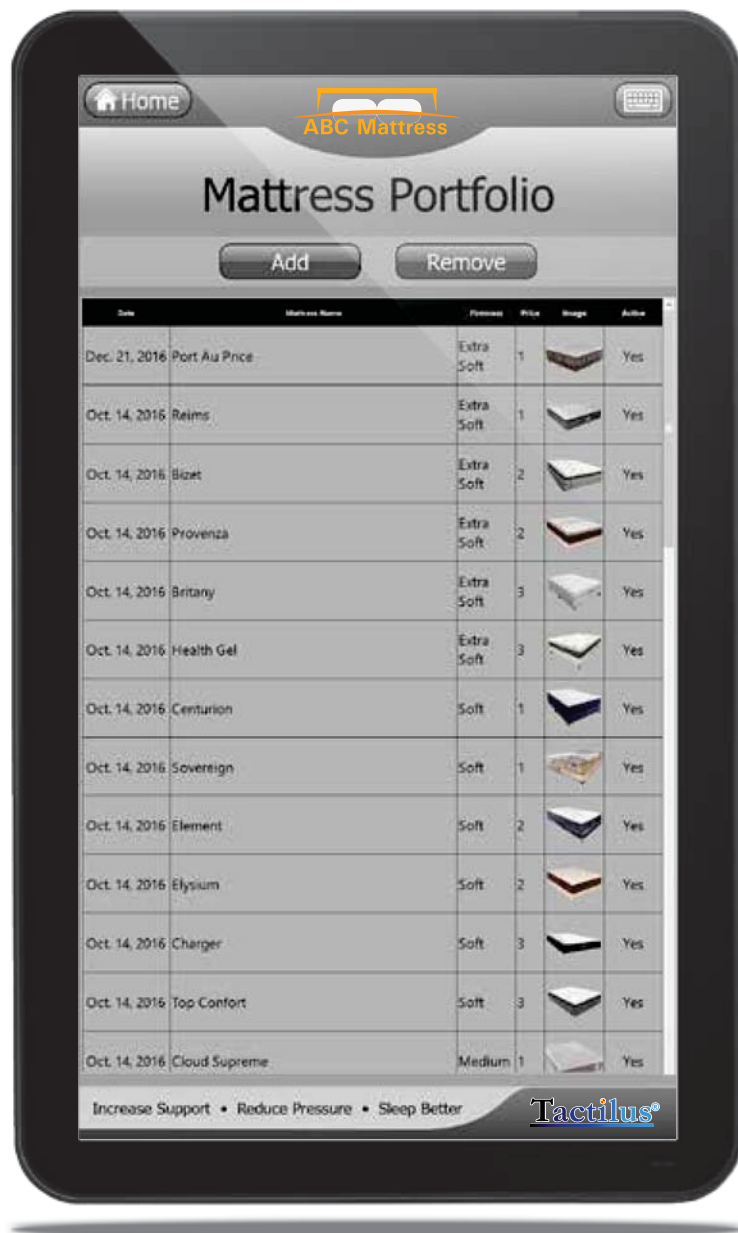 Home
ABC Mattress
Mattress Portfolio
Add Remove
Date Mattress Name Firmness Price Image Active
Dec. 21, 2016 Port Au Price Extra Soft 1 Yes
Oct. 14, 2016 Reims Extra Soft 1 Yes
Oct. 14, 2016 Bizet Extra Soft 2 Yes
Oct. 14, 2016 Provenza Extra Soft 2 Yes
Oct. 14, 2016 Britany Extra Soft 3 Yes
Oct. 14, 2016 Health Gel Extra Soft 3 Yes
Oct. 14, 2016 Centurion Soft 1 Yes
Oct. 14, 2016 Sovereign Soft 1 Yes
Oct. 14, 2016 Element Soft 2 Yes
Oct. 14, 2016 Elysium Soft 2 Yes
Oct. 14, 2016 Charger Soft 3 Yes
Oct. 14, 2016 Top Confort Soft 3 Yes
Oct. 14, 2016 Cloud Supreme Medium 1 Yes
Increase Support • Reduce Pressure • Sleep Better
Tactilus®